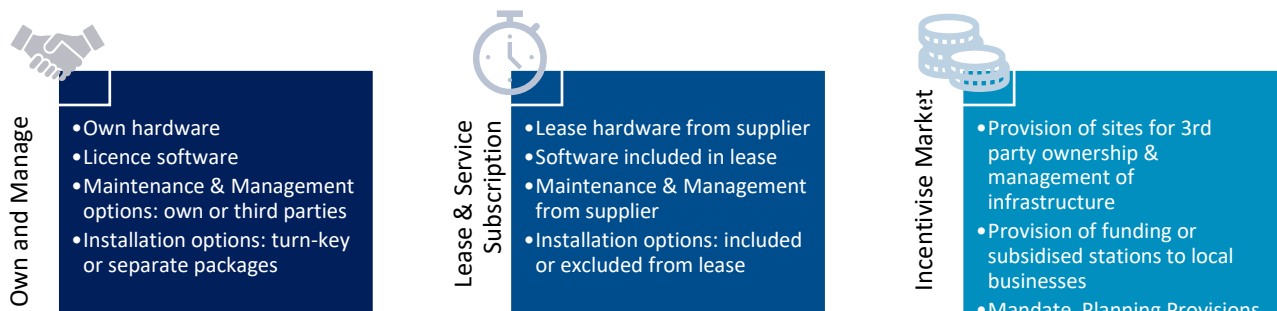 Own and Manage
•Own hardware
•Licence software
•Maintenance & Management
options: own or third parties
•Installation options: turn-key
or separate packages
Lease & Service
Subscription
•Lease hardware from supplier
•Software included in lease
•Maintenance & Management
from supplier
•Installation options: included
or excluded from lease
Incentivise Market
•Provision of sites for 3rd
party ownership &
management of
infrastructure
•Provision of funding or
subsidised stations to local
businesses
•Mandate, Planning Provisions